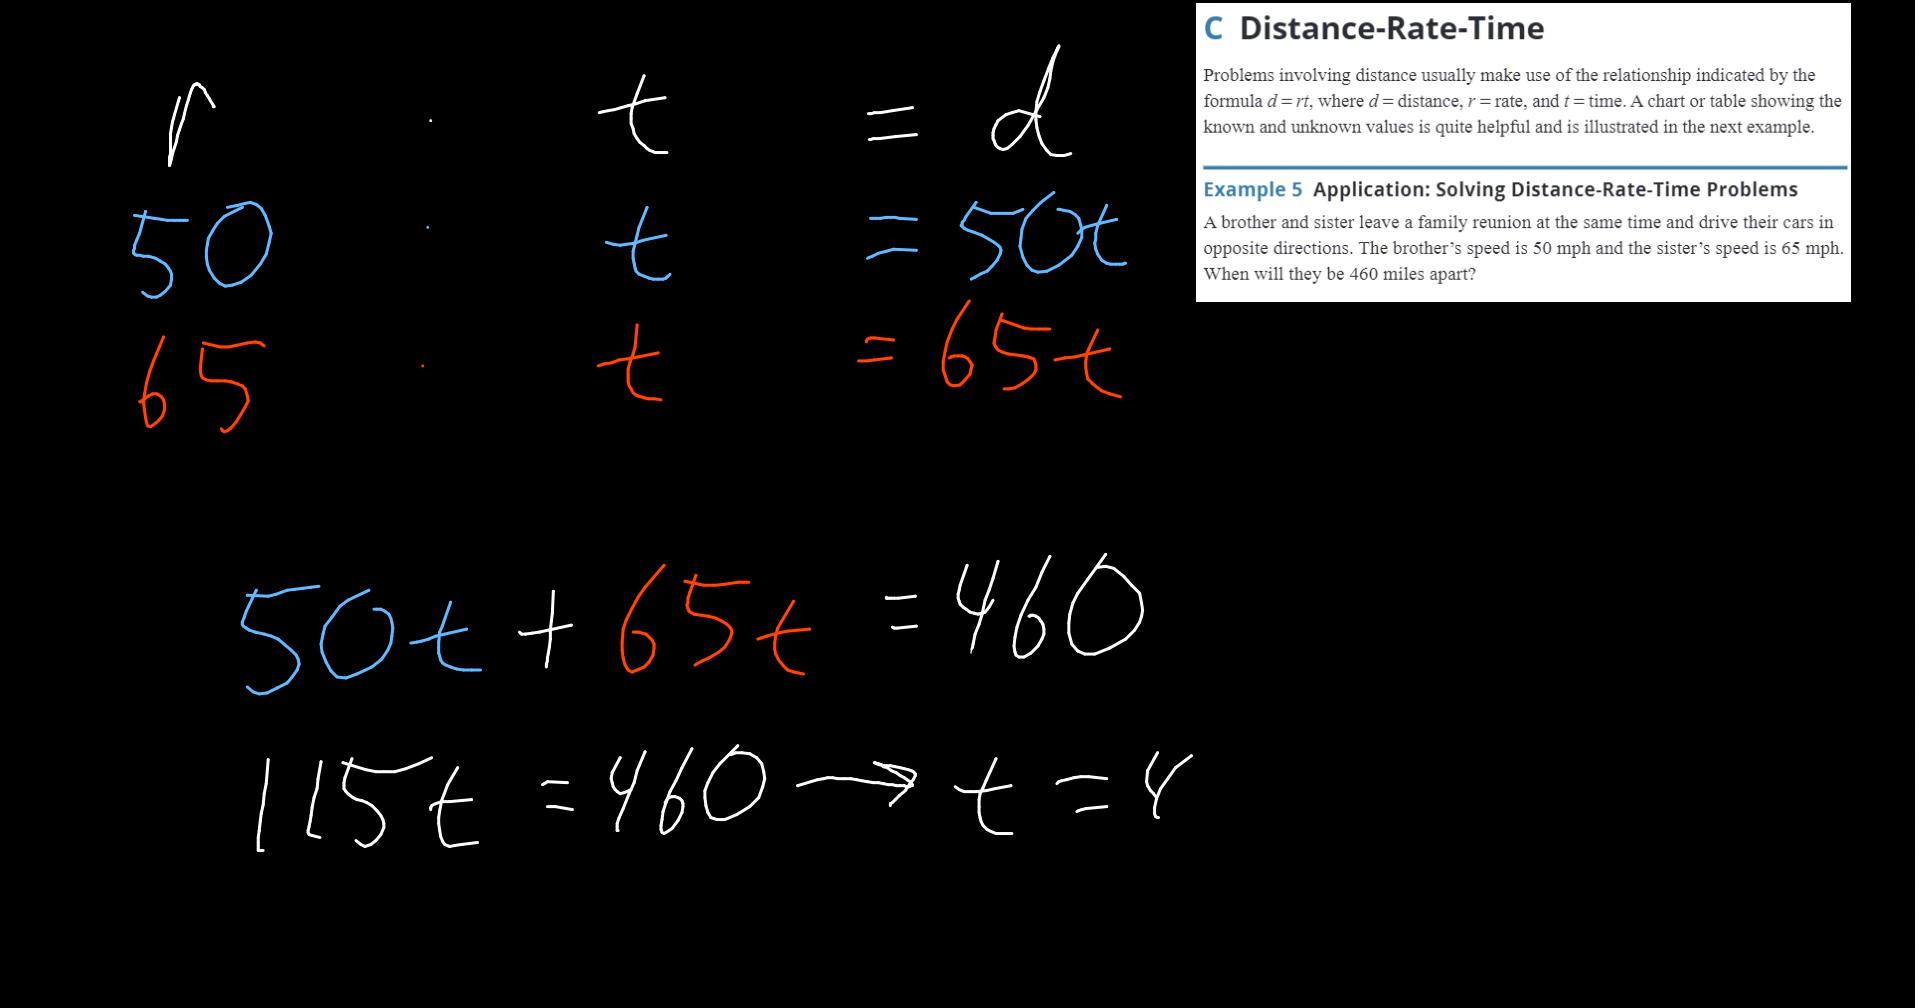 r · t = d
50 · t = 50t
65 · t = 65t
50t + 65t = 460
115t = 460 → t = 4
C Distance-Rate-Time
Problems involving distance usually make use of the relationship indicated by the
formula d = rt, where d = distance, r = rate, and t = time. A chart or table showing the
known and unknown values is quite helpful and is illustrated in the next example.
Example 5 Application: Solving Distance-Rate-Time Problems
A brother and sister leave a family reunion at the same time and drive their cars in
opposite directions. The brother’s speed is 50 mph and the sister’s speed is 65 mph.
When will they be 460 miles apart?